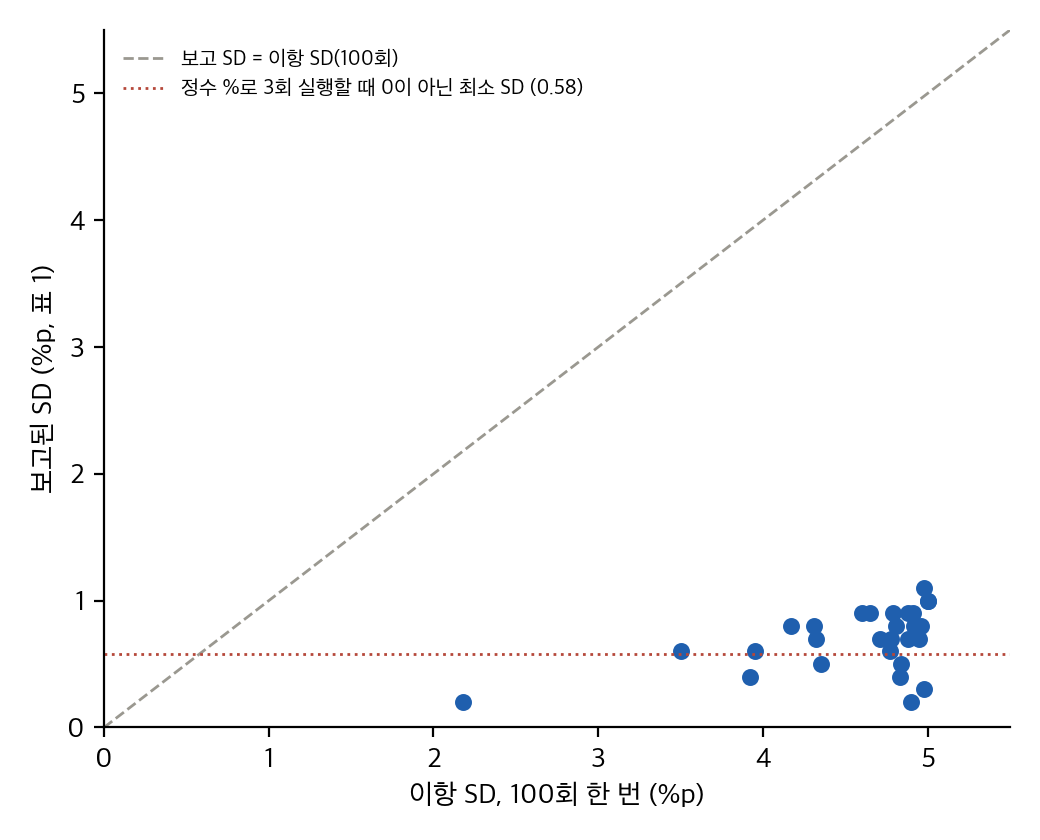 보고 SD = 이항 SD(100회)
정수 %로 3회 실행할 때 0이 아닌 최소 SD (0.58)
보고된 SD (%p, 표 1)
5
4
3
2
1
0
0 1 2 3 4 5
이항 SD, 100회 한 번 (%p)